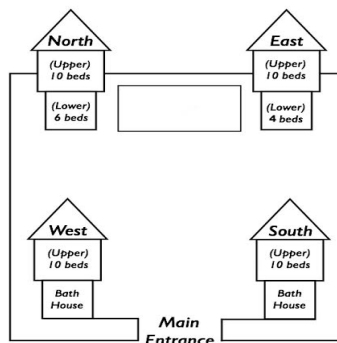 North
(Upper)
10 beds
(Lower)
6 beds
East
(Upper)
10 beds
(Lower)
4 beds
West
(Upper)
10 beds
Bath
House
South
(Upper)
10 beds
Bath
House
Main
Entrance